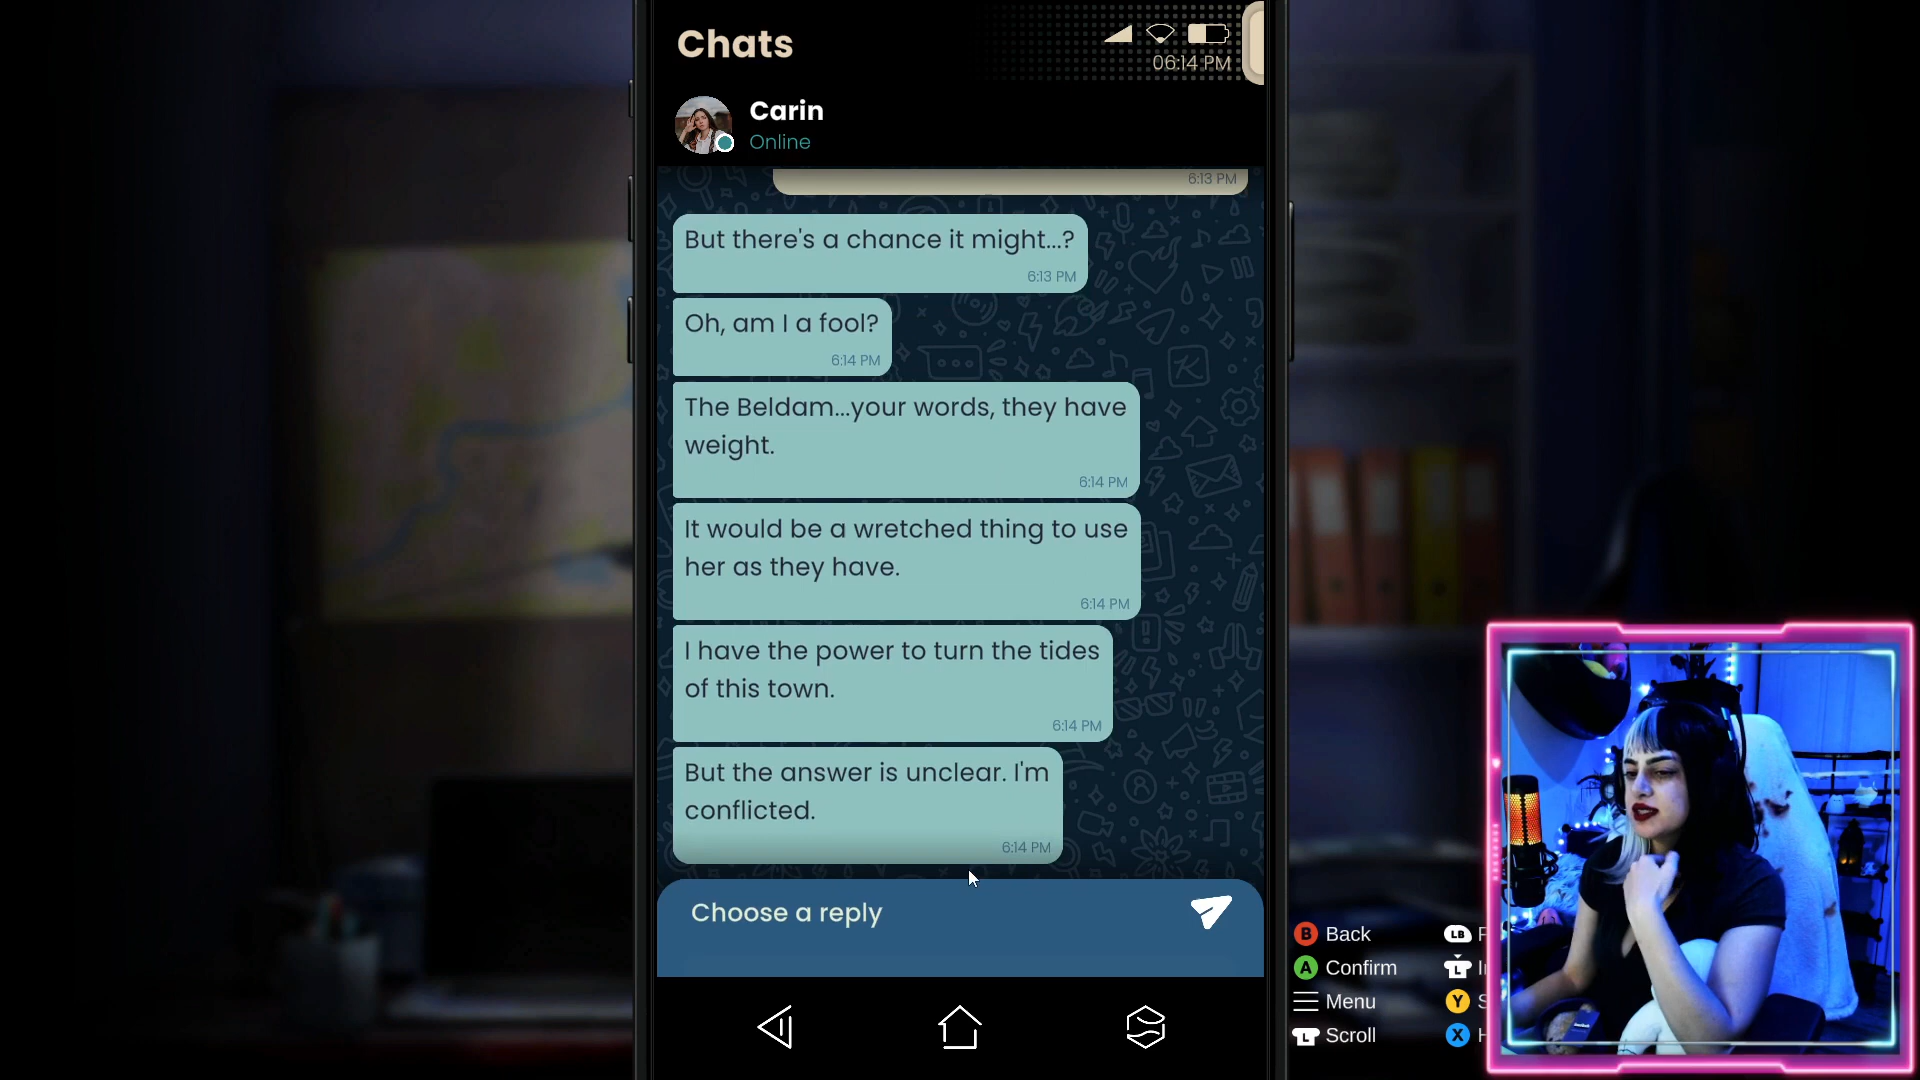 Chats
06:14 PM
Carin
Online
6:13 PM
But there's a chance it might...?
6:13 PM
Oh, am I a fool?
6:14 PM
The Beldam...your words, they have
weight.
6:14 PM
It would be a wretched thing to use
her as they have.
6:14 PM
I have the power to turn the tides
of this town.
6:14 PM
But the answer is unclear. I'm
conflicted.
6:14 PM
Choose a reply
B Back
LB
A Confirm
L
Menu
Y
L Scroll
X